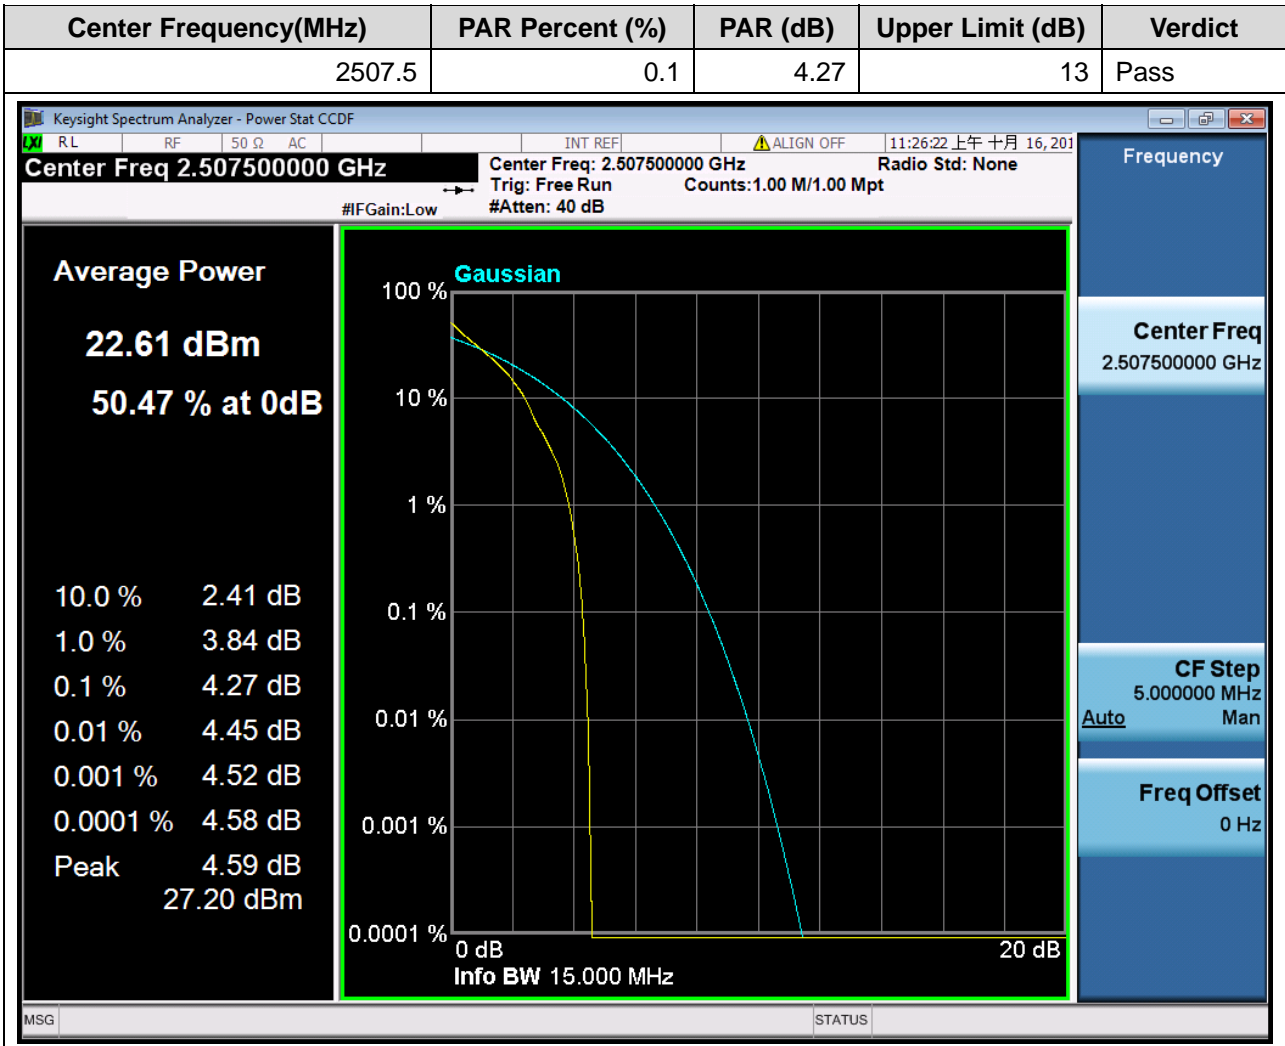 Center Frequency(MHz) PAR Percent (%) PAR (dB) Upper Limit (dB) Verdict
2507.5 0.1 4.27 13 Pass
Keysight Spectrum Analyzer - Power Stat CCDF
LXI RL RF 50 Ω AC INT REF ALIGN OFF 11:26:22 上午 十月 16, 201
Center Freq 2.507500000 GHz
Center Freq: 2.507500000 GHz Radio Std: None
Trig: Free Run Counts:1.00 M/1.00 Mpt
#IFGain:Low #Atten: 40 dB
Average Power
22.61 dBm
50.47 % at 0dB
10.0 % 2.41 dB
1.0 % 3.84 dB
0.1 % 4.27 dB
0.01 % 4.45 dB
0.001 % 4.52 dB
0.0001 % 4.58 dB
Peak 4.59 dB
27.20 dBm
Gaussian
100 %
10 %
1 %
0.1 %
0.01 %
0.001 %
0.0001 %
0 dB 20 dB
Info BW 15.000 MHz
Frequency
Center Freq
2.507500000 GHz
CF Step
5.000000 MHz
Auto Man
Freq Offset
0 Hz
MSG STATUS